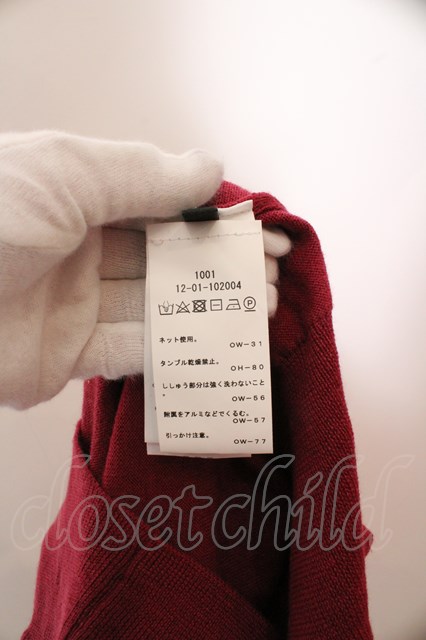 1001
12-01-102004
ネット使用。
OW-31
タンブル乾燥禁止。
OH-80
ししゅう部分は強く洗わないこと
。
OW-56
附属をアルミなどでくるむ。
OW-57
引っかけ注意。
OW-77
closet child